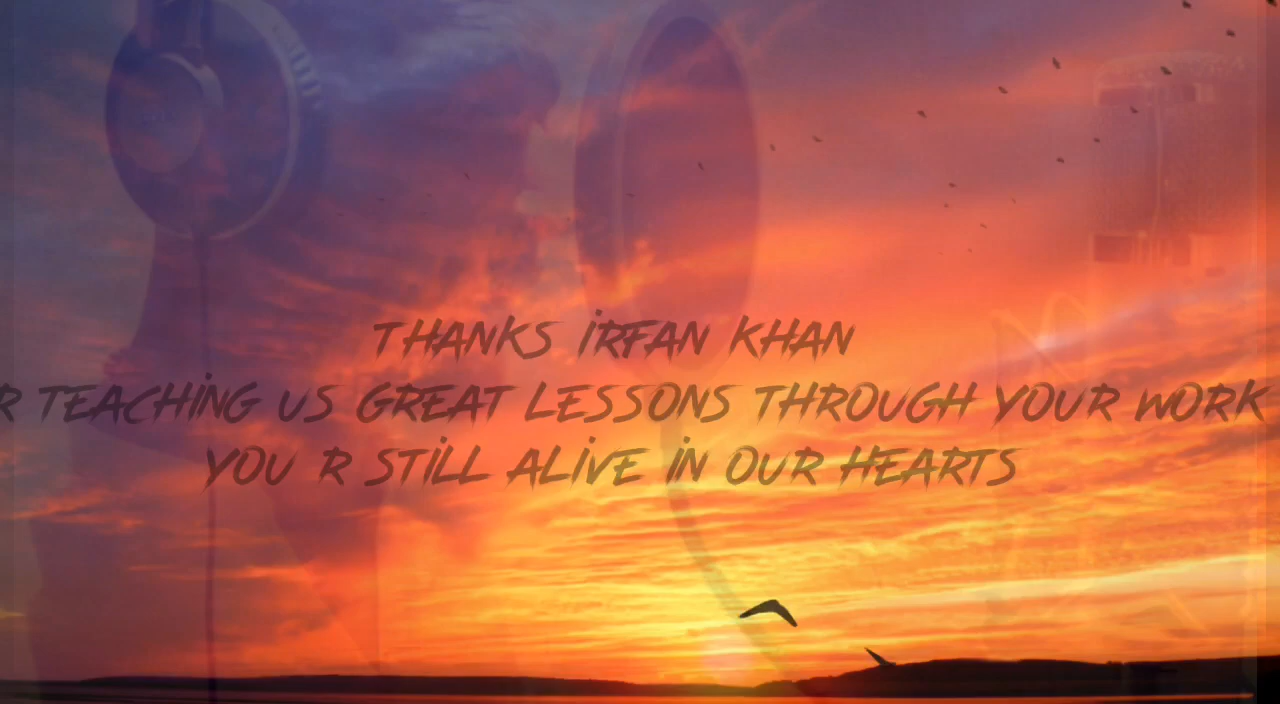 THANKS İRFAN KHAN
R TEACHİNG US GREAT LESSONS THROUGH YOUR WORK
YOU R STİLL ALİVE İN OUR HEARTS